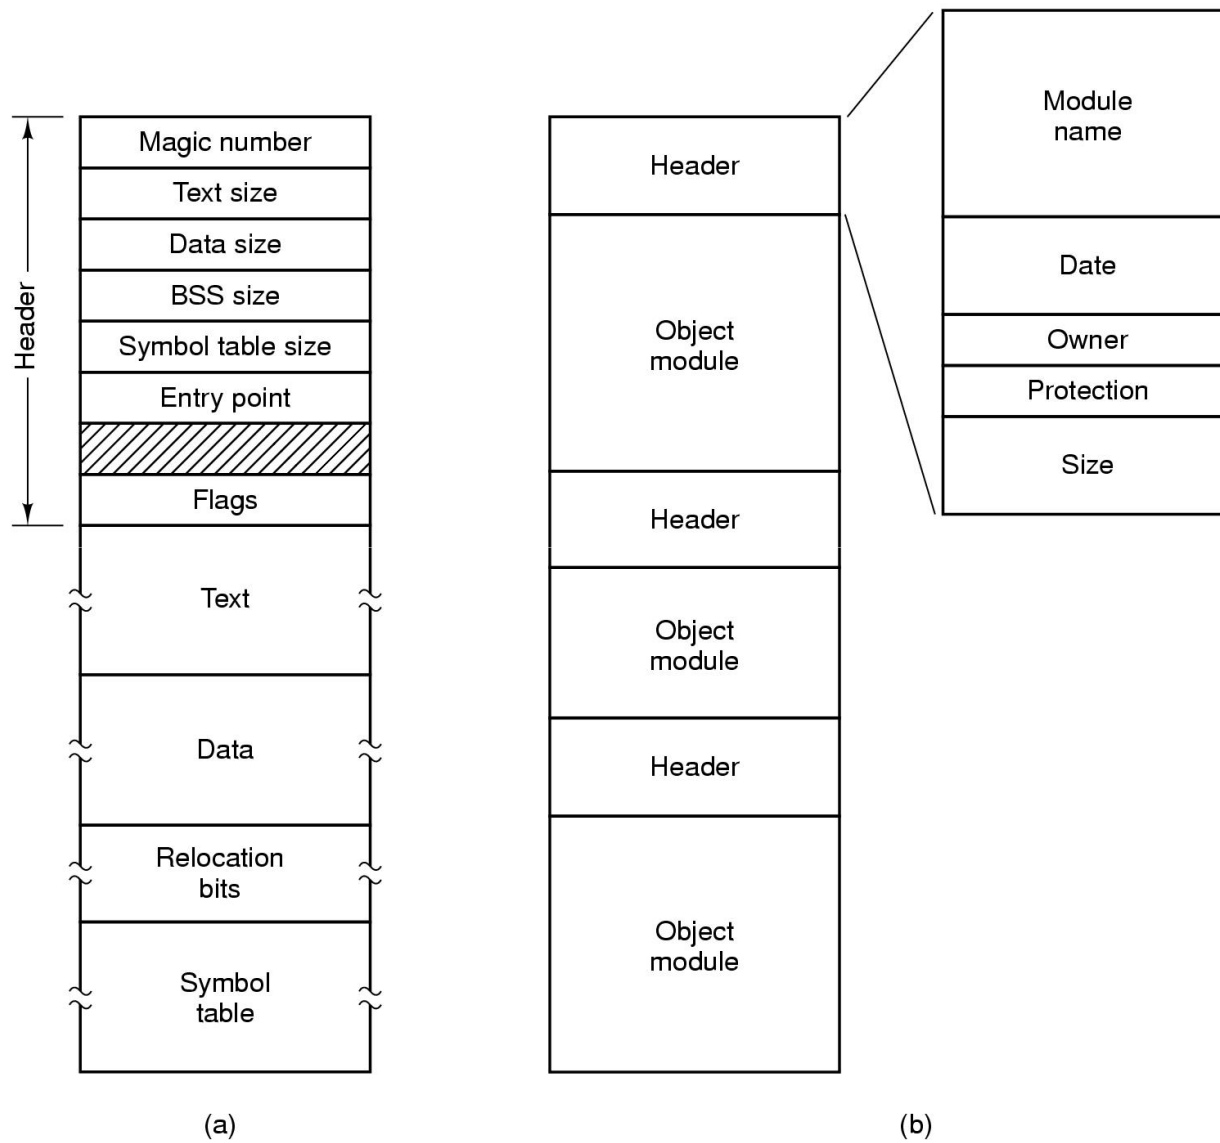 Header
Magic number
Text size
Data size
BSS size
Symbol table size
Entry point
Flags
Text
Data
Relocation
bits
Symbol
table
(a)
Header
Object
module
Header
Object
module
Header
Object
module
Module
name
Date
Owner
Protection
Size
(b)